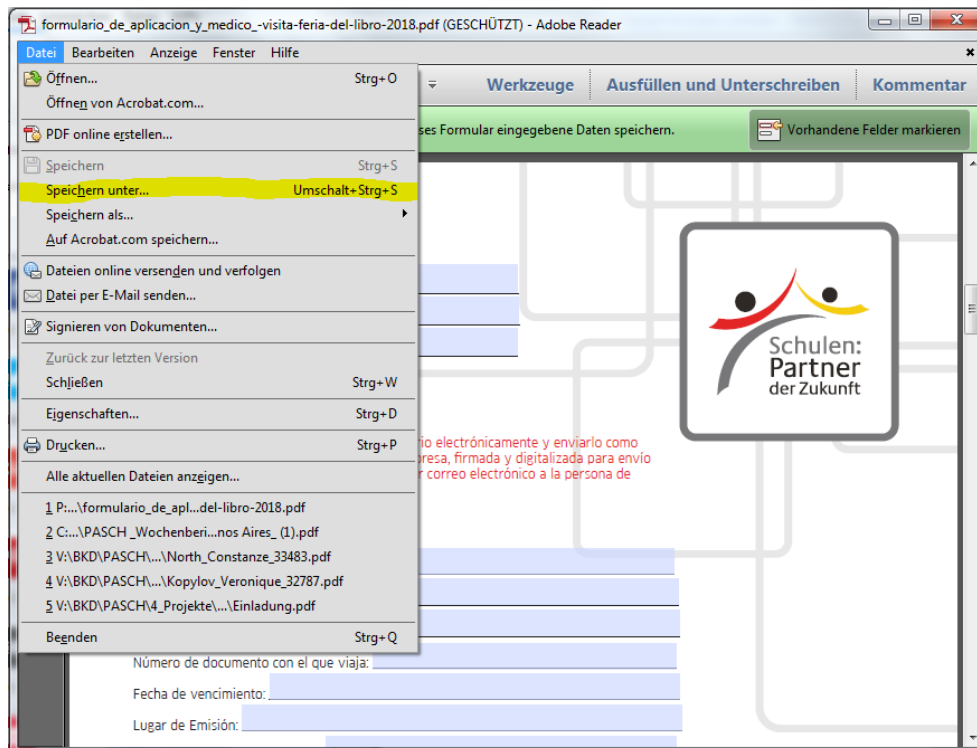 formulario_de_aplicacion_y_medico_-visita-feria-del-libro-2018.pdf (GESCHÜTZT) - Adobe Reader
Datei Bearbeiten Anzeige Fenster Hilfe
Öffnen... Strg+O
Werkzeuge Ausfüllen und Unterschreiben Kommentar
Öffnen von Acrobat.com...
PDF online erstellen...
ses Formular eingegebene Daten speichern. Vorhandene Felder markieren
Speichern Strg+S
Speichern unter... Umschalt+Strg+S
Speichern als...
Auf Acrobat.com speichern...
Dateien online versenden und verfolgen
Datei per E-Mail senden...
Signieren von Dokumenten...
Zurück zur letzten Version
Schließen Strg+W
Eigenschaften... Strg+D
Drucken... Strg+P
Alle aktuellen Dateien anzeigen...
1 P:...\formulario_de_apl...del-libro-2018.pdf
2 C:...\PASCH _Wochenberi...nos Aires_ (1).pdf
3 V:\BKD\PASCH\...\North_Constanze_33483.pdf
4 V:\BKD\PASCH\...\Kopylov_Veronique_32787.pdf
5 V:\BKD\PASCH\4_Projekte\...\Einladung.pdf
Beenden Strg+Q
Schulen:
Partner
der Zukunft
rio electrónicamente y enviarlo como
presa, firmada y digitalizada para envío
r correo electrónico a la persona de
Número de documento con el que viaja:
Fecha de vencimiento:
Lugar de Emisión: